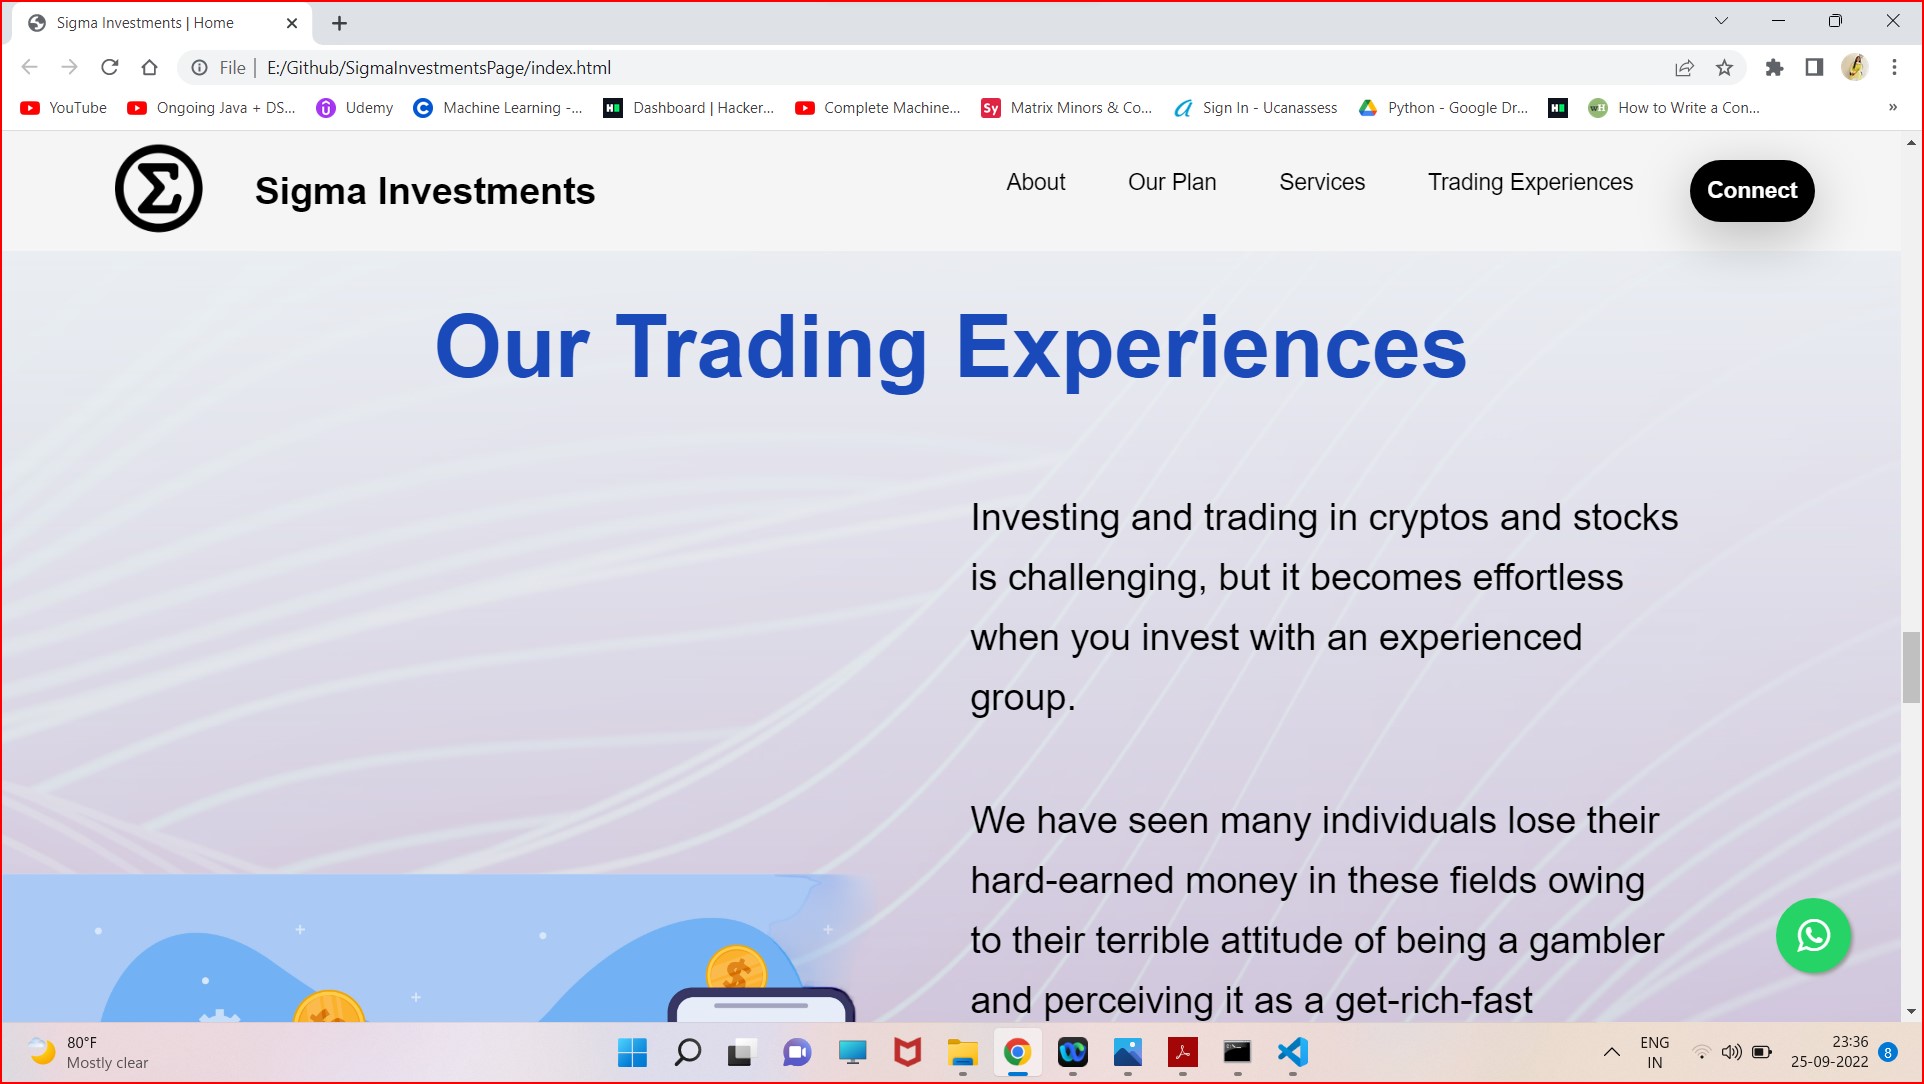 Sigma Investments | Home
File | E:/Github/SigmaInvestmentsPage/index.html
YouTube Ongoing Java + DS... Udemy Machine Learning -... Dashboard | Hacker... Complete Machine... Sy Matrix Minors & Co... Sign In - Ucanassess Python - Google Dr... How to Write a Con... »
Σ Sigma Investments About Our Plan Services Trading Experiences Connect
Our Trading Experiences
Investing and trading in cryptos and stocks
is challenging, but it becomes effortless
when you invest with an experienced
group.
We have seen many individuals lose their
hard-earned money in these fields owing
to their terrible attitude of being a gambler
and perceiving it as a get-rich-fast
80°F
Mostly clear
ENG
IN
23:36
25-09-2022
8